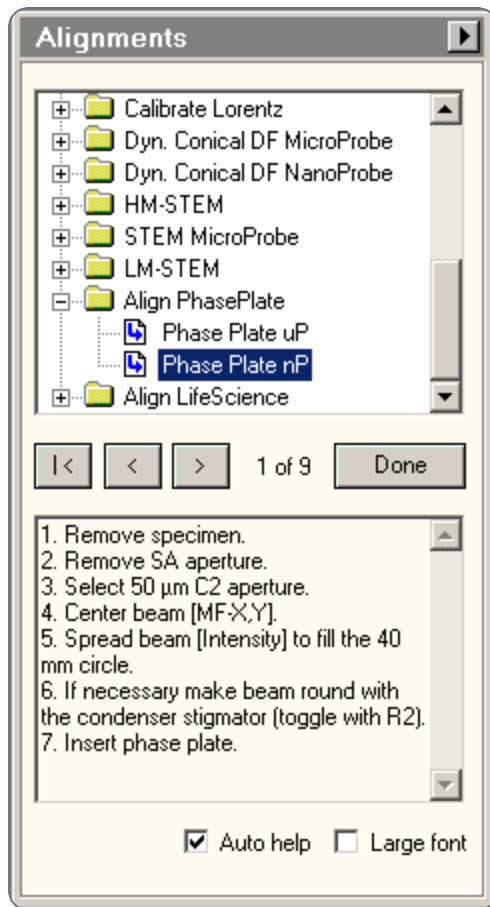 Alignments
Calibrate Lorentz
Dyn. Conical DF MicroProbe
Dyn. Conical DF NanoProbe
HM-STEM
STEM MicroProbe
LM-STEM
Align PhasePlate
Phase Plate uP
Phase Plate nP
Align LifeScience
|< < > 1 of 9 Done
1. Remove specimen.
2. Remove SA aperture.
3. Select 50 µm C2 aperture.
4. Center beam [MF-X,Y].
5. Spread beam [Intensity] to fill the 40
mm circle.
6. If necessary make beam round with
the condenser stigmator (toggle with R2).
7. Insert phase plate.
Auto help Large font